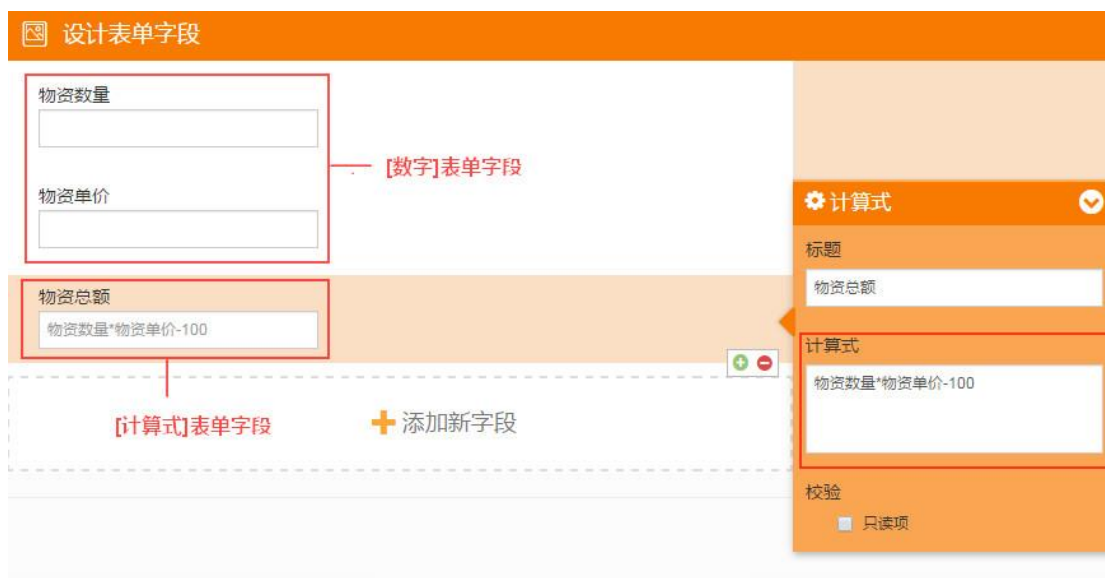 设计表单字段
物资数量
[数字]表单字段
物资单价
物资总额
物资数量*物资单价-100
[计算式]表单字段
添加新字段
计算式
标题
物资总额
计算式
物资数量*物资单价-100
校验
只读项